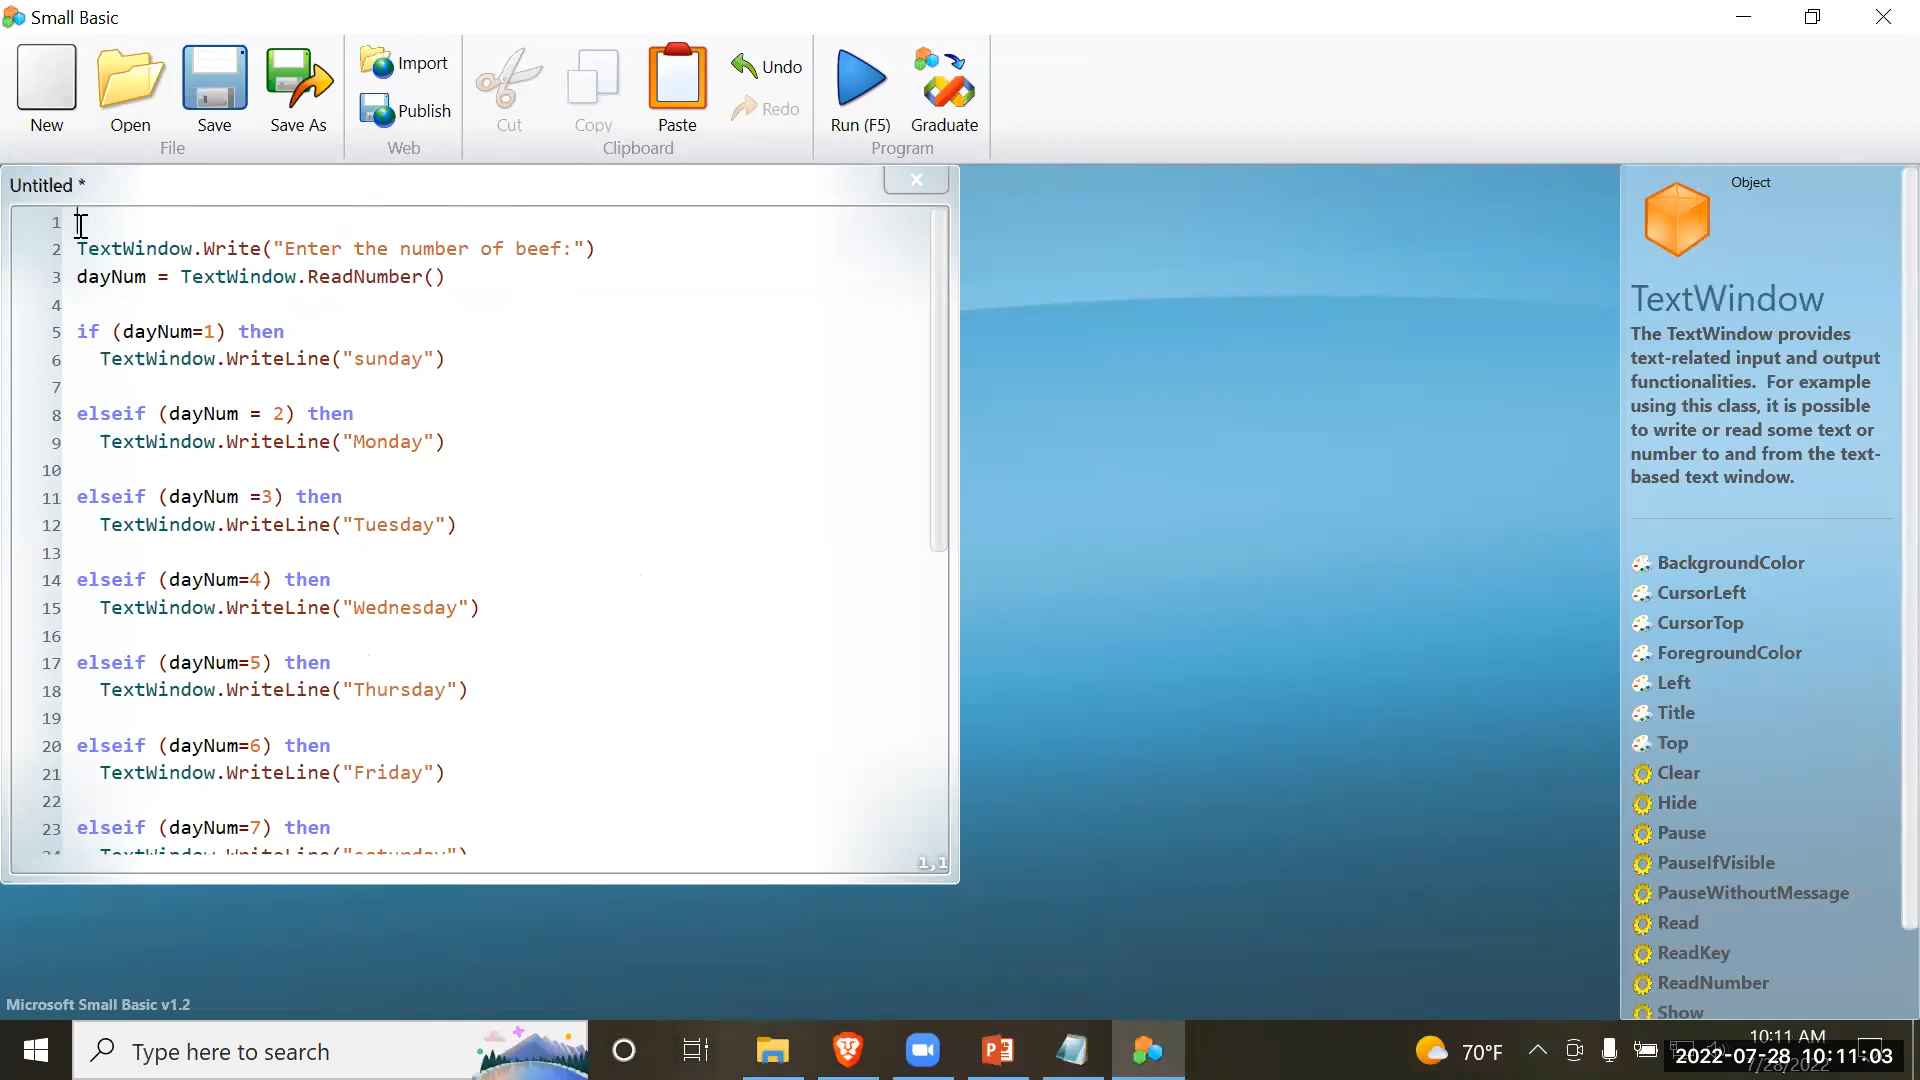 Small Basic
New
Open
Save
Save As
File
Import
Publish
Web
Cut
Copy
Paste
Undo
Redo
Clipboard
Run (F5)
Graduate
Program
Untitled *
1
2 TextWindow.Write("Enter the number of beef:")
3 dayNum = TextWindow.ReadNumber()
4
5 if (dayNum=1) then
6 TextWindow.WriteLine("sunday")
7
8 elseif (dayNum = 2) then
9 TextWindow.WriteLine("Monday")
10
11 elseif (dayNum =3) then
12 TextWindow.WriteLine("Tuesday")
13
14 elseif (dayNum=4) then
15 TextWindow.WriteLine("Wednesday")
16
17 elseif (dayNum=5) then
18 TextWindow.WriteLine("Thursday")
19
20 elseif (dayNum=6) then
21 TextWindow.WriteLine("Friday")
22
23 elseif (dayNum=7) then
1,1
Object
TextWindow
The TextWindow provides
text-related input and output
functionalities. For example
using this class, it is possible
to write or read some text or
number to and from the text-
based text window.
BackgroundColor
CursorLeft
CursorTop
ForegroundColor
Left
Title
Top
Clear
Hide
Pause
PauseIfVisible
PauseWithoutMessage
Read
ReadKey
ReadNumber
Show
Microsoft Small Basic v1.2
Type here to search
70°F
10:11 AM
7/28/2022
2022-07-28 10:11:03